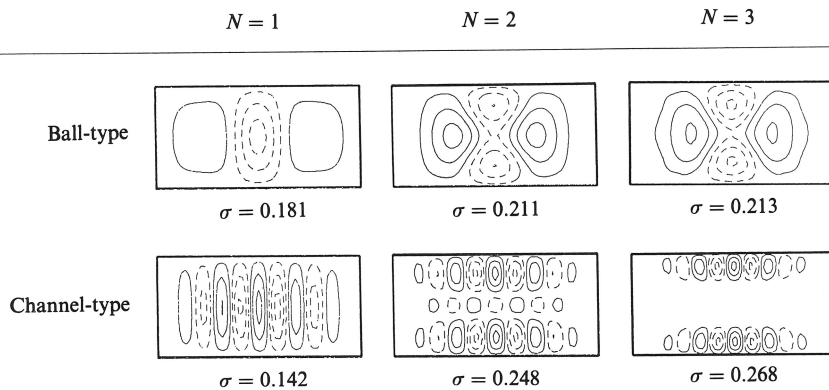 N = 1 N = 2 N = 3
Ball-type
σ = 0.181 σ = 0.211 σ = 0.213
Channel-type
σ = 0.142 σ = 0.248 σ = 0.268